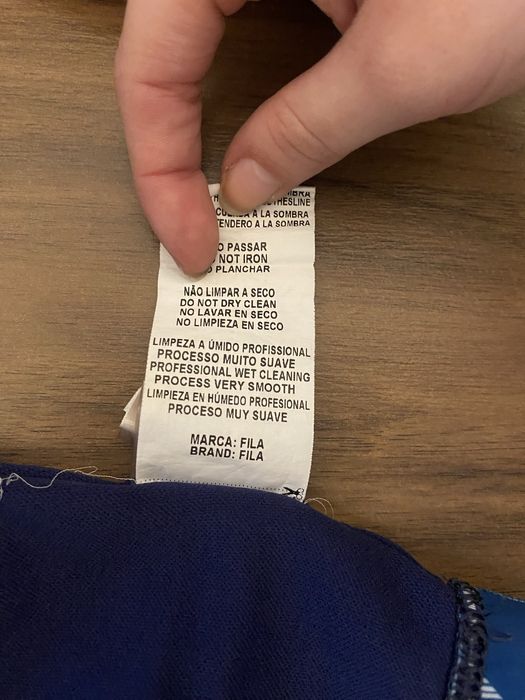 MBRA
H THESLINE
A LA SOMBRA
TENDERO A LA SOMBRA
O PASSAR
NOT IRON
PLANCHAR
NÃO LIMPAR A SECO
DO NOT DRY CLEAN
NO LAVAR EN SECO
NO LIMPIEZA EN SECO
LIMPEZA A ÚMIDO PROFISSIONAL
PROCESSO MUITO SUAVE
PROFESSIONAL WET CLEANING
PROCESS VERY SMOOTH
LIMPIEZA EN HÚMEDO PROFESIONAL
PROCESO MUY SUAVE
MARCA: FILA
BRAND: FILA